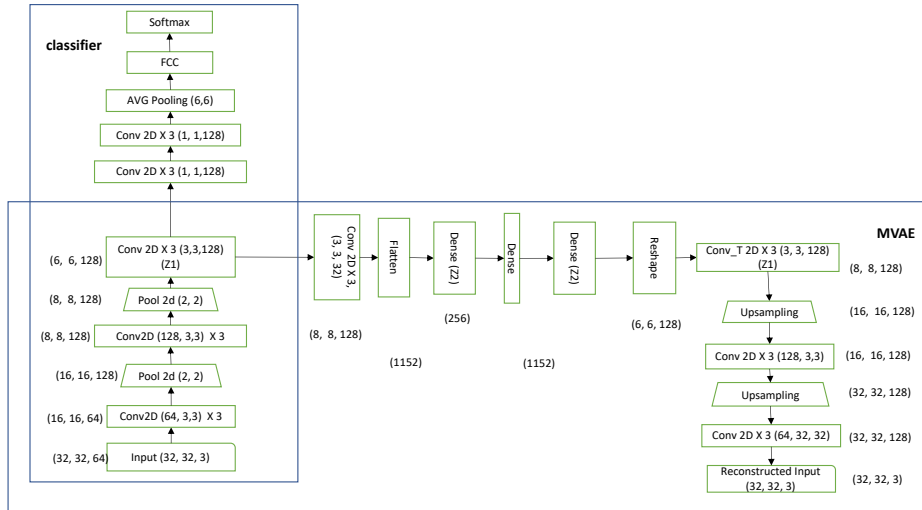 Softmax
classifier
FCC
AVG Pooling (6,6)
Conv 2D X 3 (1, 1,128)
Conv 2D X 3 (1, 1,128)
MVAE
Conv 2D X 3 (3,3,128)
(Z1)
(6, 6, 128)
Pool 2d (2, 2)
(8, 8, 128)
Conv2D (128, 3,3) X 3
(8, 8, 128)
Pool 2d (2, 2)
(16, 16, 128)
Conv2D (64, 3,3) X 3
(16, 16, 64)
Input (32, 32, 3)
(32, 32, 64)
Conv 2D X 3,
(3, 3, 32)
(8, 8, 128)
Flatten
(1152)
Dense (Z2)
(256)
Dense
(1152)
Dense (Z2)
Reshape
(6, 6, 128)
Conv_T 2D X 3 (3, 3, 128)
(Z1)
(8, 8, 128)
Upsampling
(16, 16, 128)
Conv 2D X 3 (128, 3,3)
(16, 16, 128)
Upsampling
(32, 32, 128)
Conv 2D X 3 (64, 32, 32)
(32, 32, 128)
Reconstructed Input
(32, 32, 3)
(32, 32, 3)